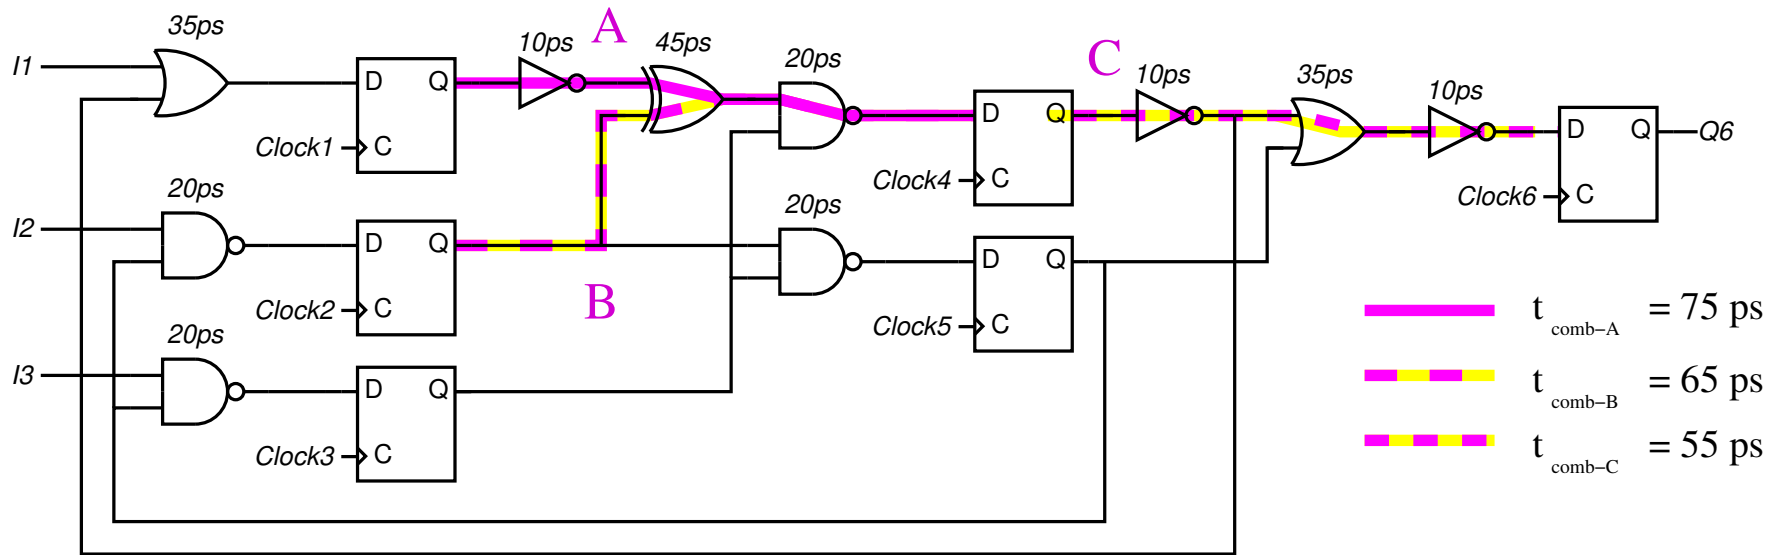 35ps
10ps
A
45ps
20ps
C
10ps
35ps
10ps
I1
D Q
Clock1
C
D Q
Clock4
C
D Q
Q6
Clock6
C
20ps
I2
D Q
Clock2
C
B
20ps
D Q
Clock5
C
20ps
I3
D Q
Clock3
C
t comb-A = 75 ps
t comb-B = 65 ps
t comb-C = 55 ps